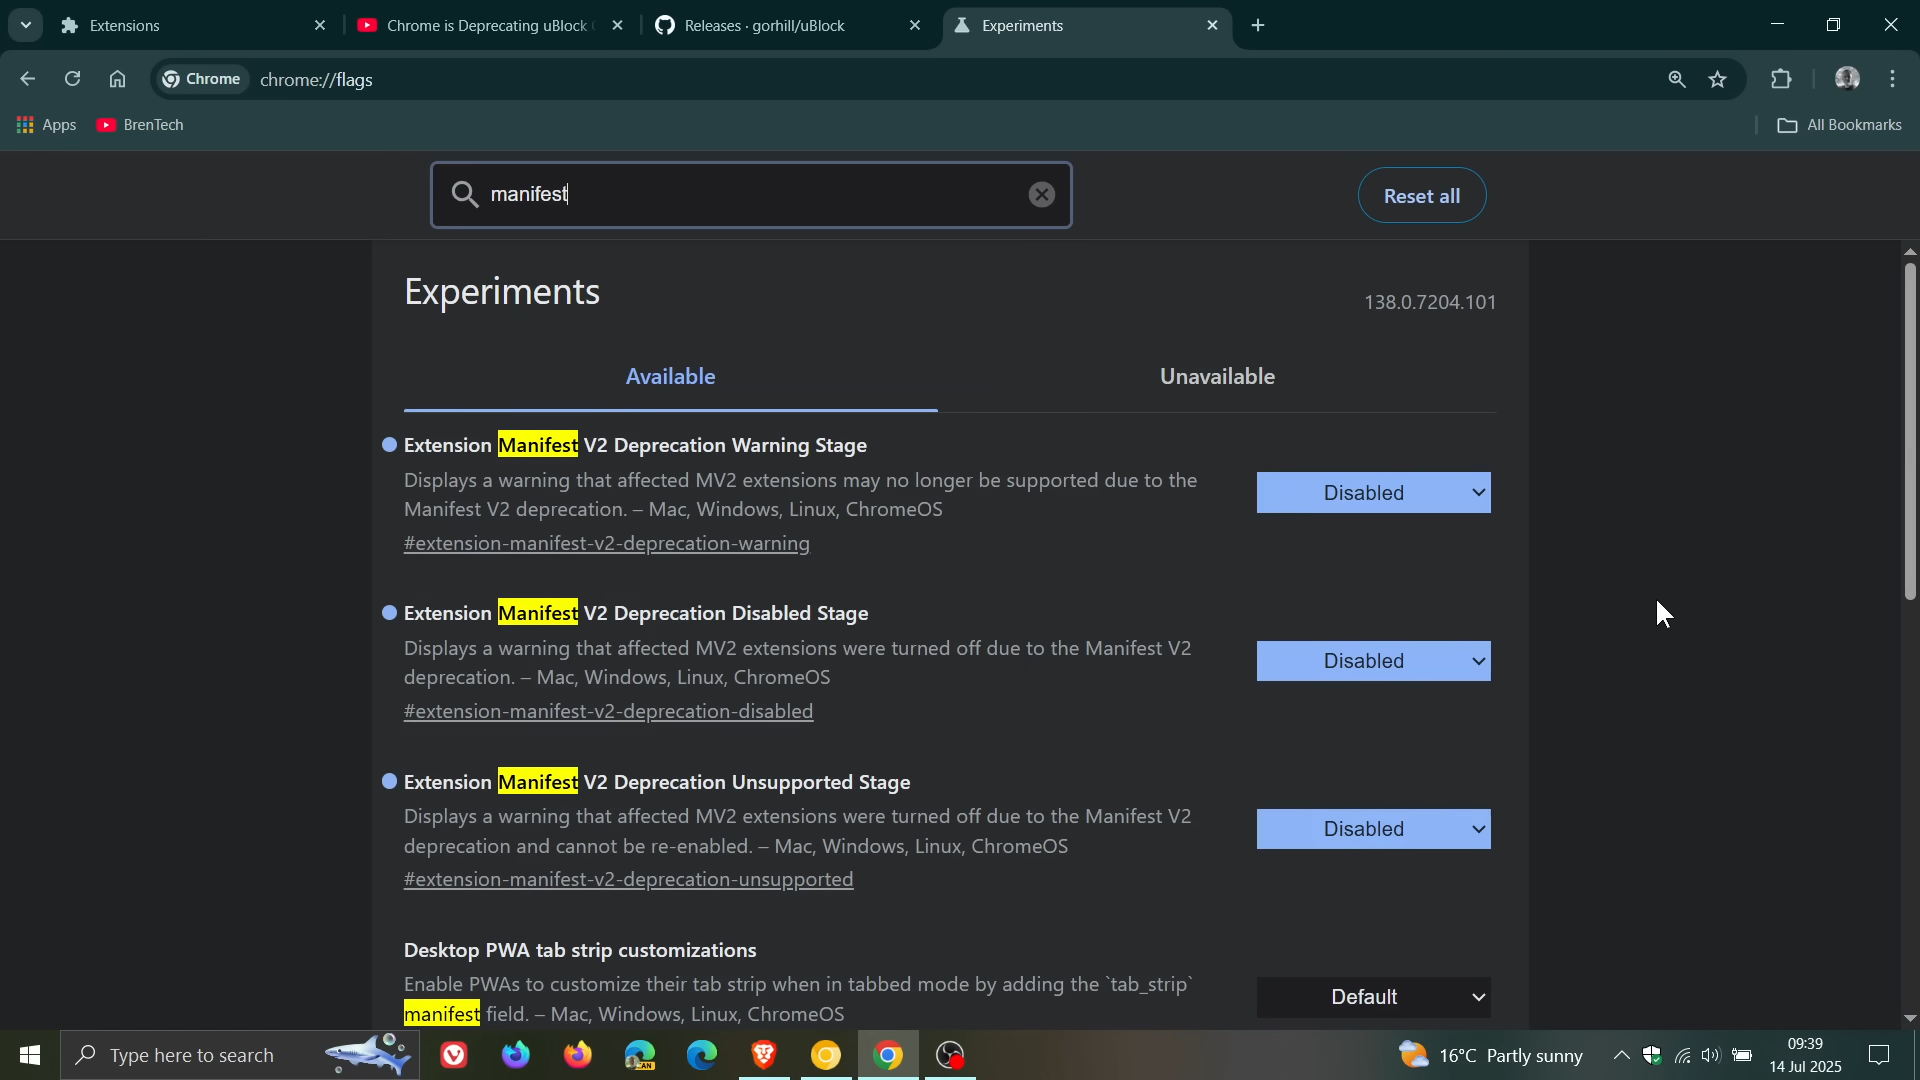 Extensions
Chrome is Deprecating uBlock
Releases · gorhill/uBlock
Experiments
Chrome
chrome://flags
Apps
BrenTech
All Bookmarks
manifest
Reset all
Experiments
138.0.7204.101
Available
Unavailable
Extension Manifest V2 Deprecation Warning Stage
Displays a warning that affected MV2 extensions may no longer be supported due to the
Manifest V2 deprecation. – Mac, Windows, Linux, ChromeOS
#extension-manifest-v2-deprecation-warning
Disabled
Extension Manifest V2 Deprecation Disabled Stage
Displays a warning that affected MV2 extensions were turned off due to the Manifest V2
deprecation. – Mac, Windows, Linux, ChromeOS
#extension-manifest-v2-deprecation-disabled
Disabled
Extension Manifest V2 Deprecation Unsupported Stage
Displays a warning that affected MV2 extensions were turned off due to the Manifest V2
deprecation and cannot be re-enabled. – Mac, Windows, Linux, ChromeOS
#extension-manifest-v2-deprecation-unsupported
Disabled
Desktop PWA tab strip customizations
Enable PWAs to customize their tab strip when in tabbed mode by adding the `tab_strip`
manifest field. – Mac, Windows, Linux, ChromeOS
Default
Type here to search
CAN
16°C Partly sunny
09:39
14 Jul 2025